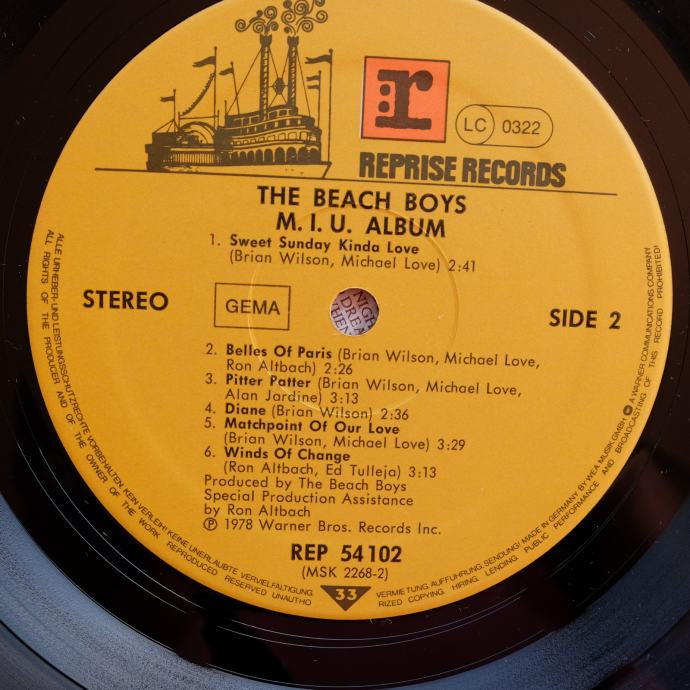 r
LC 0322
REPRISE RECORDS
THE BEACH BOYS
M. I. U. ALBUM
1. Sweet Sunday Kinda Love
(Brian Wilson, Michael Love) 2:41
STEREO
GEMA
NIGH
DREA
HEN
SIDE 2
2. Belles Of Paris (Brian Wilson, Michael Love,
Ron Altbach) 2:26
3. Pitter Patter (Brian Wilson, Michael Love,
Alan Jardine) 3:13
4. Diane (Brian Wilson) 2:36
5. Matchpoint Of Our Love
(Brian Wilson, Michael Love) 3:29
6. Winds Of Change
(Ron Altbach, Ed Tulleja) 3:13
Produced by The Beach Boys
Special Production Assistance
by Ron Altbach
℗ 1978 Warner Bros. Records Inc.
REP 54 102
(MSK 2268-2)
33
ALLE URHEBER- UND LEISTUNGSSCHUTZRECHTE VORBEHALTEN. KEIN VERLEIH! KEINE UNERLAUBTE VERVIELFÄLTIGUNG, VERMIETUNG, AUFFÜHRUNG, SENDUNG! MADE IN GERMANY BY WEA MUSIK GMBH A WARNER COMMUNICATIONS COMPANY
ALL RIGHTS OF THE PRODUCER AND OF THE OWNER OF THE WORK REPRODUCED RESERVED UNAUTHORIZED COPYING, HIRING, LENDING, PUBLIC PERFORMANCE AND BROADCASTING OF THIS RECORD PROHIBITED!